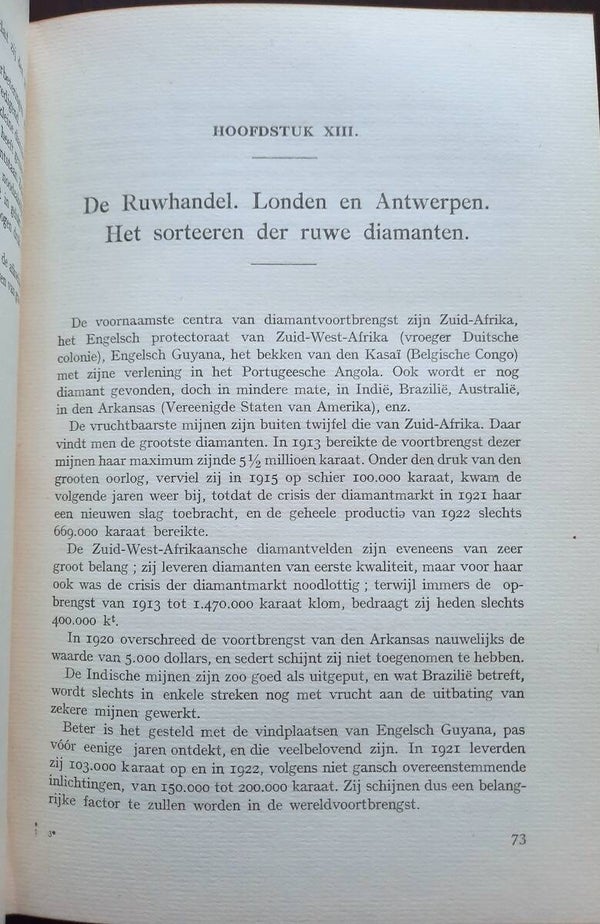 HOOFDSTUK XIII.
De Ruwhandel. Londen en Antwerpen.
Het sorteeren der ruwe diamanten.
De voornaamste centra van diamantvoortbrengst zijn Zuid-Afrika,
het Engelsch protectoraat van Zuid-West-Afrika (vroeger Duitsche
colonie), Engelsch Guyana, het bekken van den Kasaï (Belgische Congo)
met zijne verlening in het Portugeesche Angola. Ook wordt er nog
diamant gevonden, doch in mindere mate, in Indië, Brazilië, Australië,
in den Arkansas (Vereenigde Staten van Amerika), enz.
De vruchtbaarste mijnen zijn buiten twijfel die van Zuid-Afrika. Daar
vindt men de grootste diamanten. In 1913 bereikte de voortbrengst dezer
mijnen haar maximum zijnde 5 ½ millioen karaat. Onder den druk van den
grooten oorlog, verviel zij in 1915 op schier 100.000 karaat, kwam de
volgende jaren weer bij, totdat de crisis der diamantmarkt in 1921 haar
een nieuwen slag toebracht, en de geheele productie van 1922 slechts
669.000 karaat bereikte.
De Zuid-West-Afrikaansche diamantvelden zijn eveneens van zeer
groot belang ; zij leveren diamanten van eerste kwaliteit, maar voor haar
ook was de crisis der diamantmarkt noodlottig ; terwijl immers de op-
brengst van 1913 tot 1.470.000 karaat klom, bedraagt zij heden slechts
400.000 kᵗ.
In 1920 overschreed de voortbrengst van den Arkansas nauwelijks de
waarde van 5.000 dollars, en sedert schijnt zij niet toegenomen te hebben.
De Indische mijnen zijn zoo goed als uitgeput, en wat Brazilië betreft,
wordt slechts in enkele streken nog met vrucht aan de uitbating van
zekere mijnen gewerkt.
Beter is het gesteld met de vindplaatsen van Engelsch Guyana, pas
vóór eenige jaren ontdekt, en die veelbelovend zijn. In 1921 leverden
zij 103.000 karaat op en in 1922, volgens niet gansch overeenstemmende
inlichtingen, van 150.000 tot 200.000 karaat. Zij schijnen dus een belang-
rijke factor te zullen worden in de wereldvoortbrengst.
3*
73